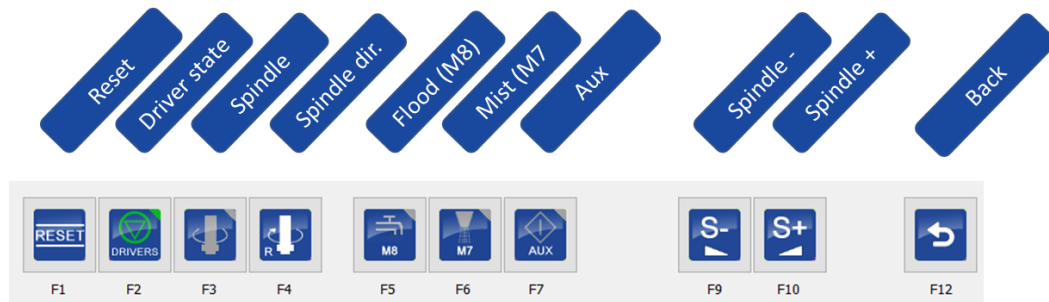 Reset
Driver state
Spindle
Spindle dir.
Flood (M8)
Mist (M7
Aux
Spindle -
Spindle +
Back
RESET
DRIVERS
R
M8
M7
AUX
S-
S+
F1
F2
F3
F4
F5
F6
F7
F9
F10
F12